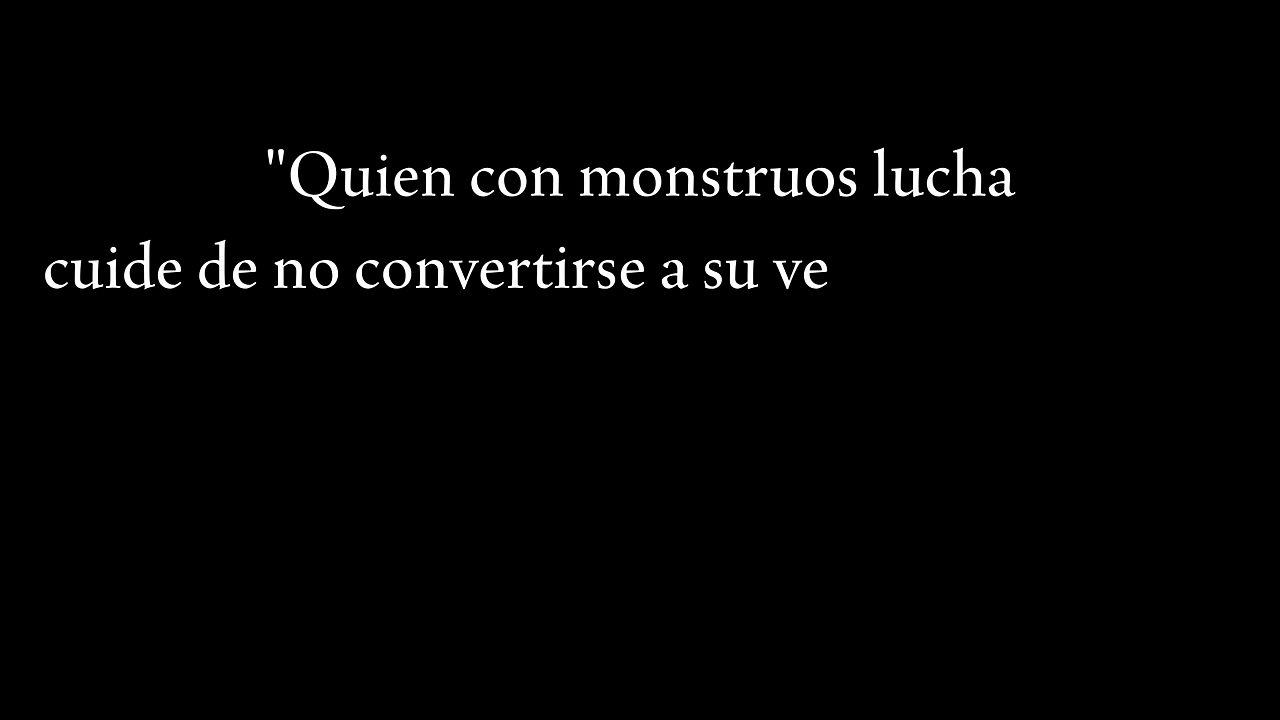 "Quien con monstruos lucha
cuide de no convertirse a su ve